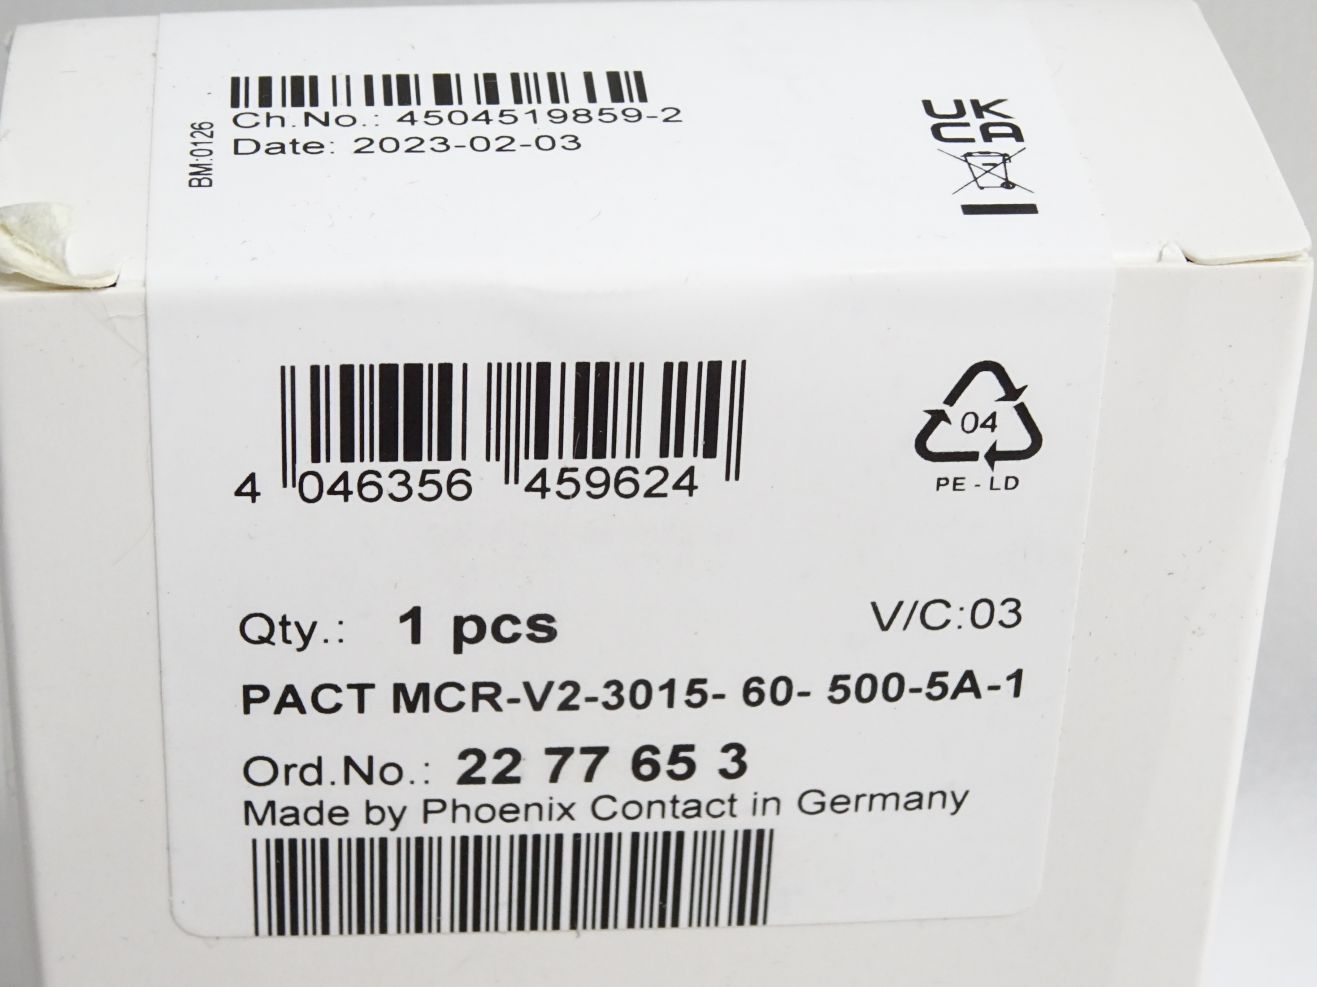 Ch.No.: 4504519859-2
Date: 2023-02-03
BM:0126
UK
CA
4 046356 459624
04
PE - LD
Qty.: 1 pcs
V/C:03
PACT MCR-V2-3015- 60- 500-5A-1
Ord.No.: 22 77 65 3
Made by Phoenix Contact in Germany